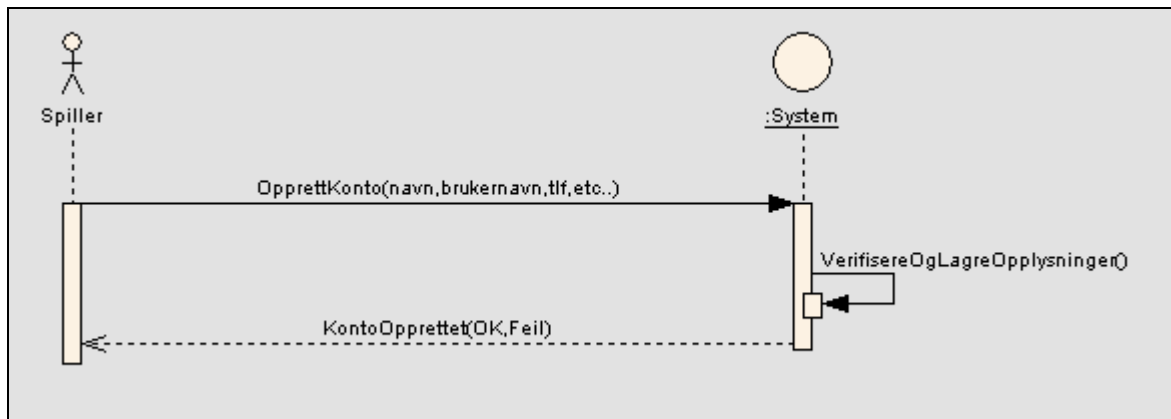 Spiller
:System
OpprettKonto(navn,brukernavn,tlf,etc..)
VerifisereOgLagreOpplysninger()
KontoOpprettet(OK,Feil)